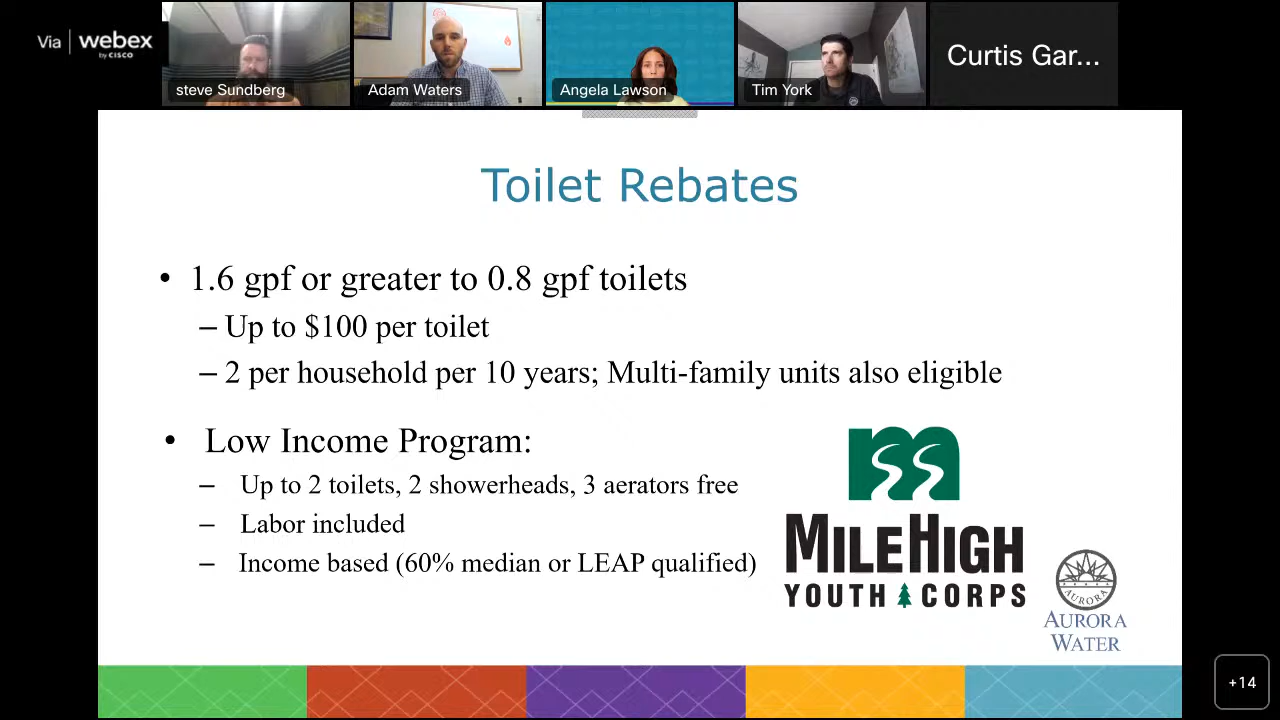 Via | webex
by CISCO
steve Sundberg
Adam Waters
Angela Lawson
Tim York
Curtis Gar...
Toilet Rebates
• 1.6 gpf or greater to 0.8 gpf toilets
– Up to $100 per toilet
– 2 per household per 10 years; Multi-family units also eligible
• Low Income Program:
– Up to 2 toilets, 2 showerheads, 3 aerators free
– Labor included
– Income based (60% median or LEAP qualified)
MILEHIGH
YOUTH CORPS
AURORA
AURORA
WATER
+14